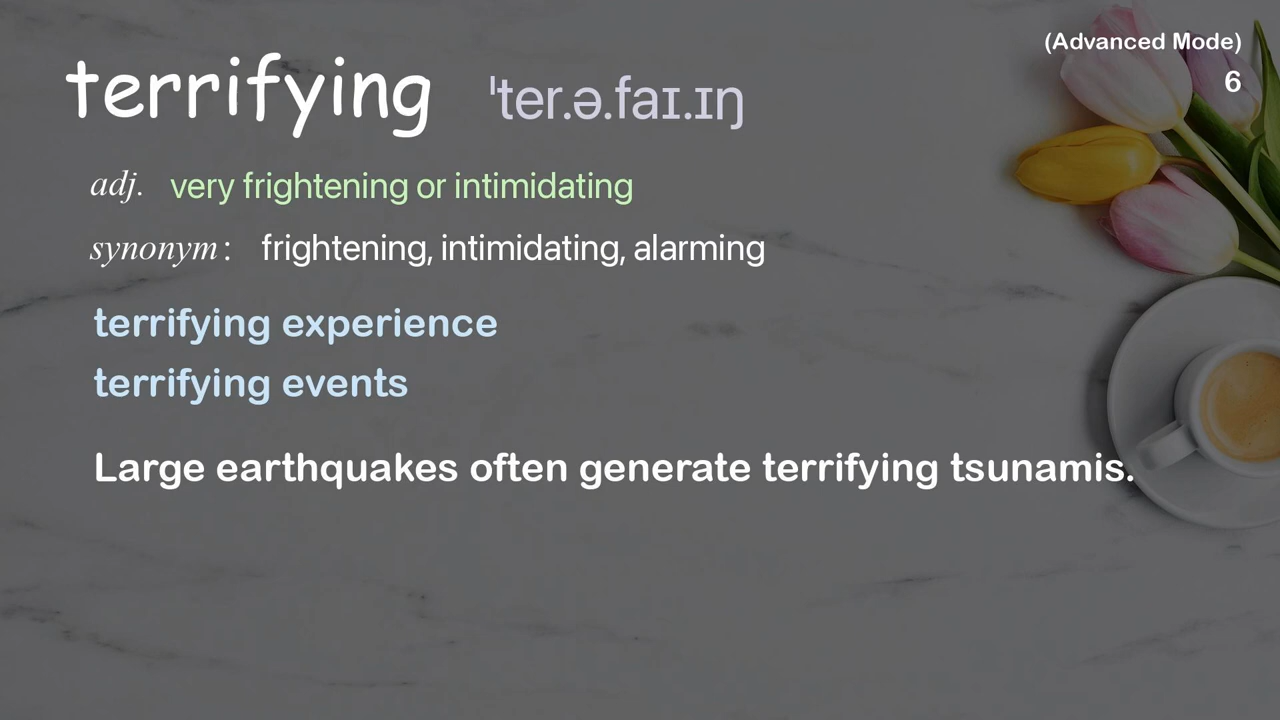 (Advanced Mode)
6
terrifying ˈter.ə.faɪ.ɪŋ
adj. very frightening or intimidating
synonym: frightening, intimidating, alarming
terrifying experience
terrifying events
Large earthquakes often generate terrifying tsunamis.